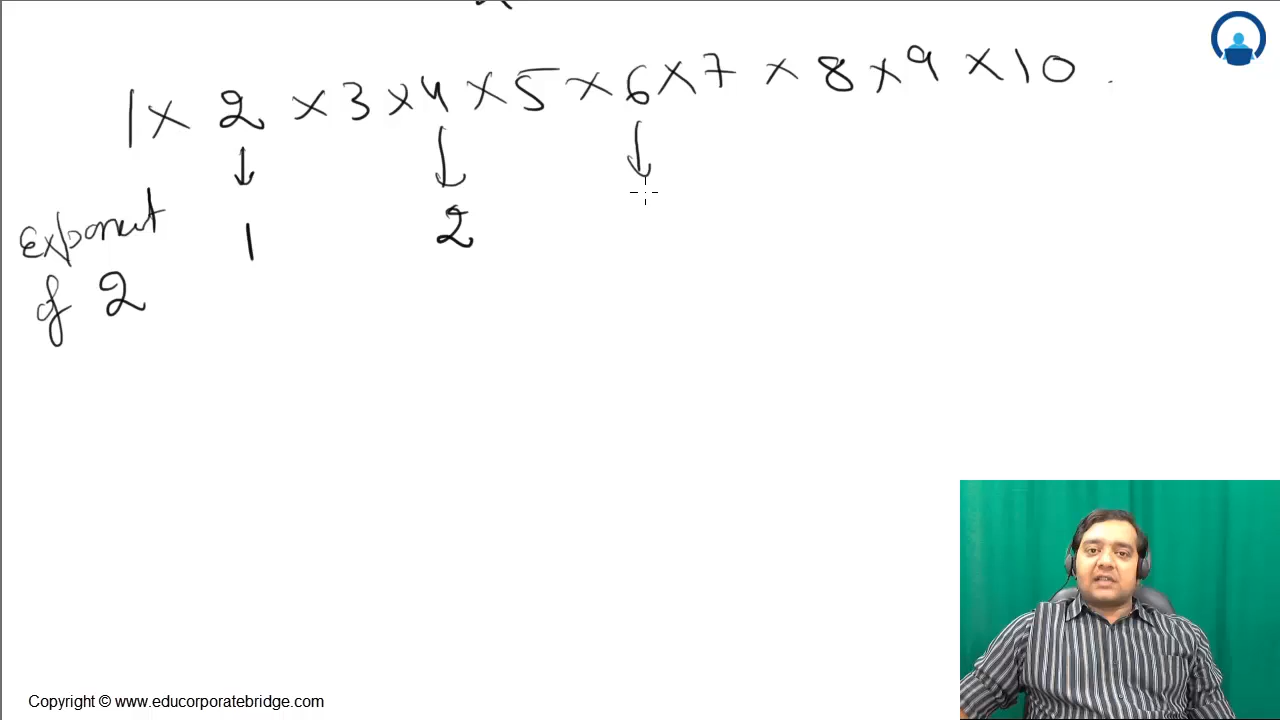 1 × 2 × 3 × 4 × 5 × 6 × 7 × 8 × 9 × 10
Exponent 1 2
of 2
Copyright © www.educorporatebridge.com